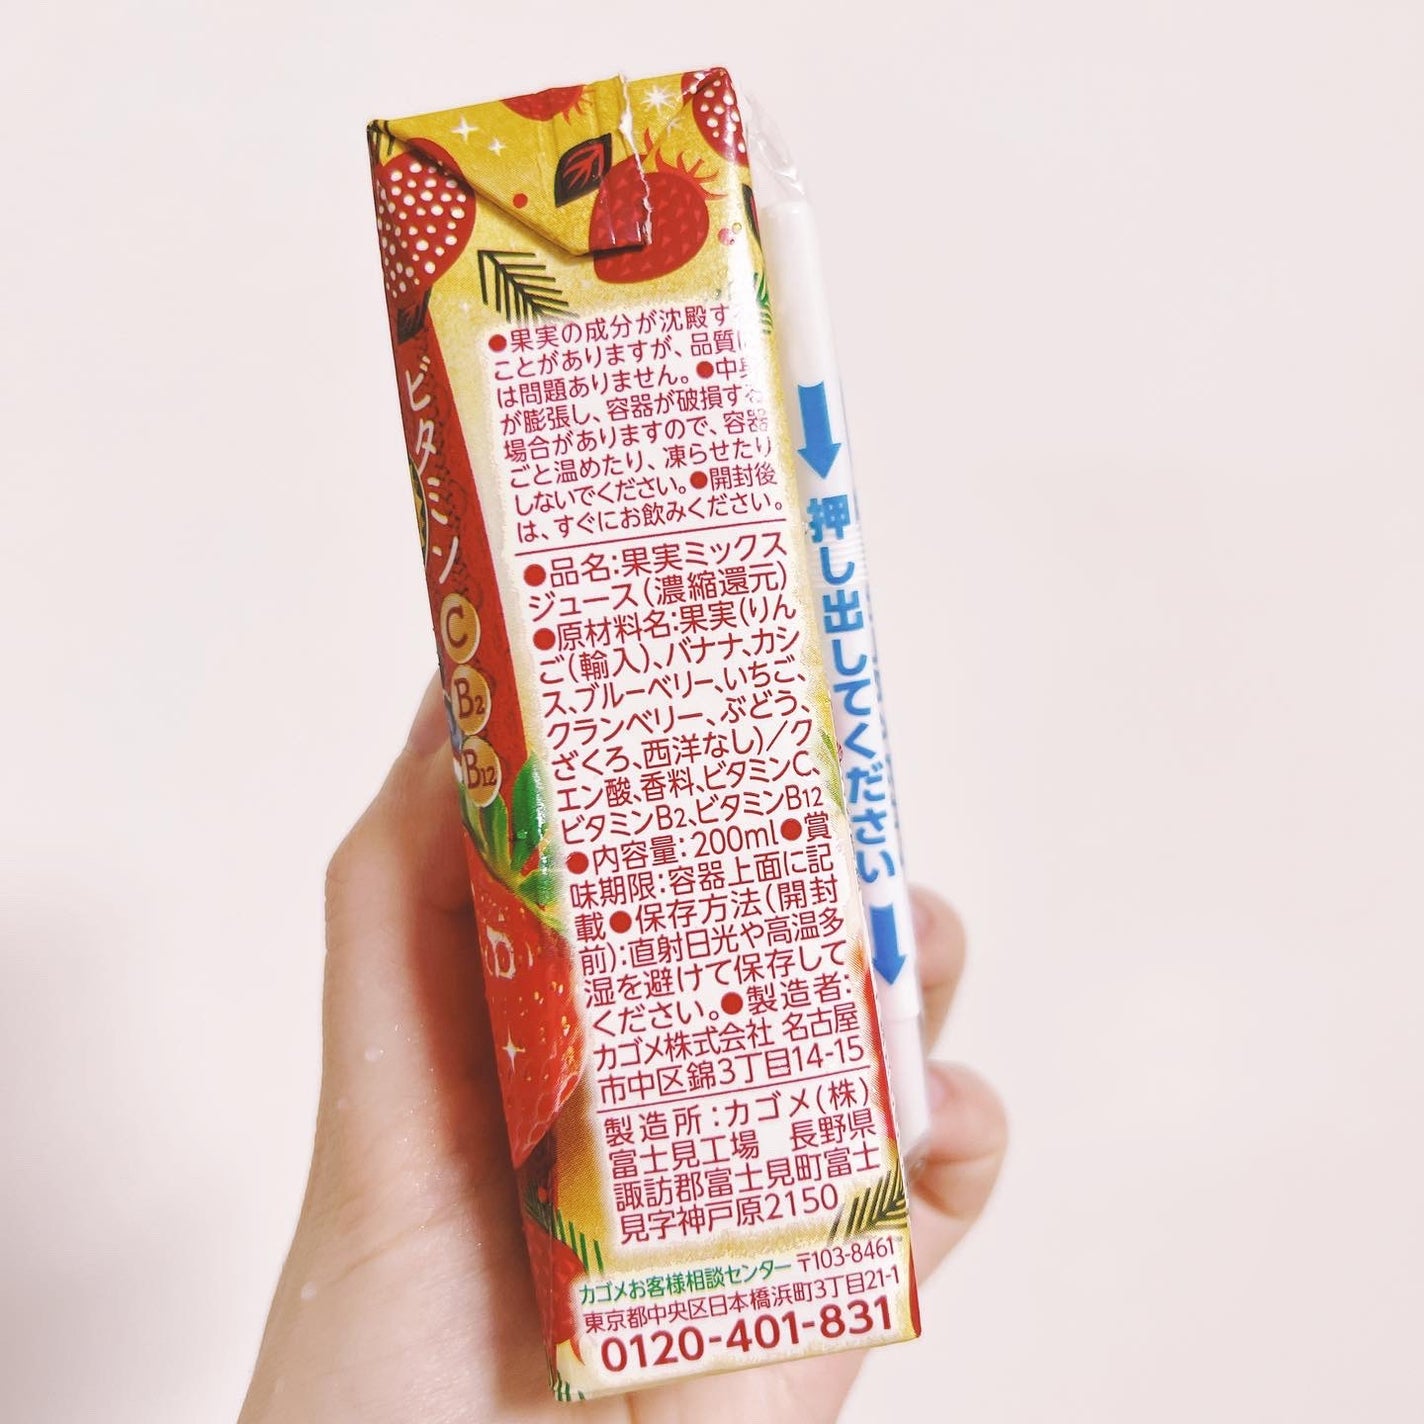 ●果実の成分が沈殿する
ことがありますが、品質に
は問題ありません。●中身
が膨張し、容器が破損する
場合がありますので、容器
ごと温めたり、凍らせたり
しないでください。●開封後
は、すぐにお飲みください。
●品名:果実ミックス
ジュース(濃縮還元)
●原材料名:果実(りん
ご(輸入)、バナナ、カシ
ス、ブルーベリー、いちご、
クランベリー、ぶどう、
ざくろ、西洋なし)/ク
エン酸、香料、ビタミンC、
ビタミンB2、ビタミンB12
●内容量:200ml●賞
味期限:容器上面に記
載●保存方法(開封
前):直射日光や高温多
湿を避けて保存して
ください。●製造者:
カゴメ株式会社 名古屋
市中区錦3丁目14-15
製造所:カゴメ(株)
富士見工場 長野県
諏訪郡富士見町富士
見字神戸原2150
カゴメお客様相談センター 〒103-8461
東京都中央区日本橋浜町3丁目21-1
0120-401-831
ビタミン
C
B2
B12
押し出してください